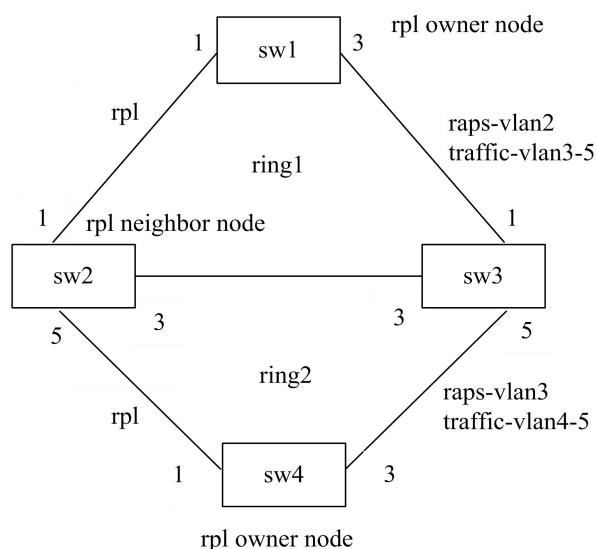 rpl owner node
1
sw1
3
rpl
raps-vlan2
traffic-vlan3-5
ring1
1
rpl neighbor node
1
sw2
sw3
3
3
5
5
ring2
raps-vlan3
traffic-vlan4-5
rpl
1
sw4
3
rpl owner node